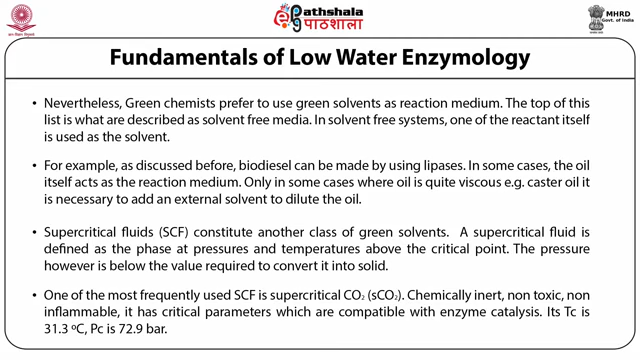 ePathshala
पाठशाला
MHRD
Govt. of India
Fundamentals of Low Water Enzymology
• Nevertheless, Green chemists prefer to use green solvents as reaction medium. The top of this
list is what are described as solvent free media. In solvent free systems, one of the reactant itself
is used as the solvent.
• For example, as discussed before, biodiesel can be made by using lipases. In some cases, the oil
itself acts as the reaction medium. Only in some cases where oil is quite viscous e.g. caster oil it
is necessary to add an external solvent to dilute the oil.
• Supercritical fluids (SCF) constitute another class of green solvents. A supercritical fluid is
defined as the phase at pressures and temperatures above the critical point. The pressure
however is below the value required to convert it into solid.
• One of the most frequently used SCF is supercritical CO₂ (sCO₂). Chemically inert, non toxic, non
inflammable, it has critical parameters which are compatible with enzyme catalysis. Its Tc is
31.3 ºC, Pc is 72.9 bar.